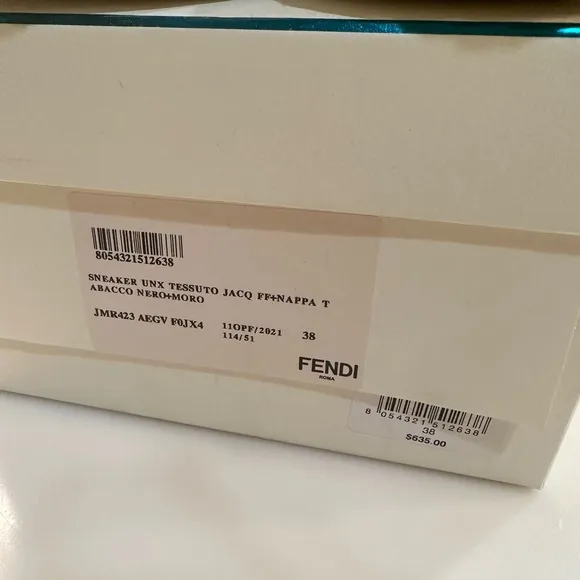 8054321512638
SNEAKER UNX TESSUTO JACQ FF+NAPPA T
ABACCO NERO+MORO
JMR423 AEGV F0JX4 11OPF/2021 38
114/51
FENDI
ROMA
8 054321 512638
38
$635.00